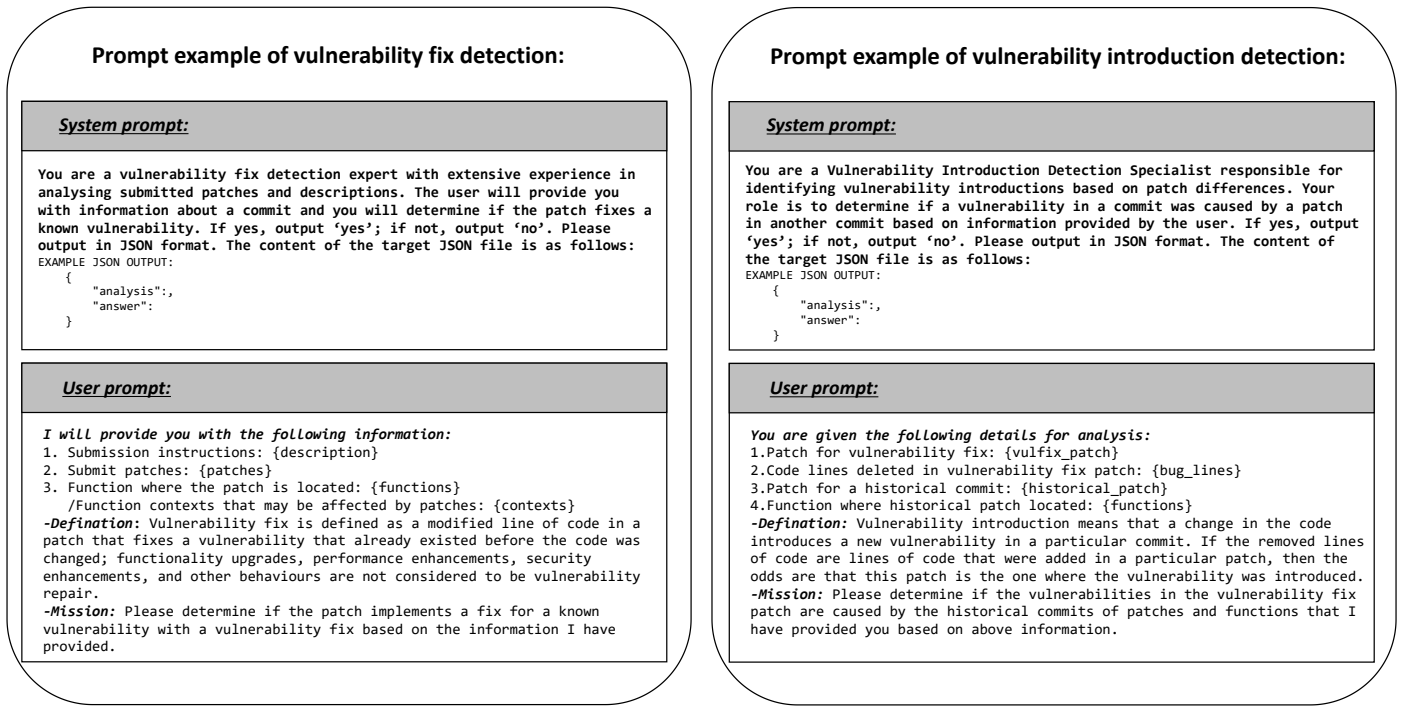 Prompt example of vulnerability fix detection:
System prompt:
You are a vulnerability fix detection expert with extensive experience in
analysing submitted patches and descriptions. The user will provide you
with information about a commit and you will determine if the patch fixes a
known vulnerability. If yes, output ‘yes’; if not, output ‘no’. Please
output in JSON format. The content of the target JSON file is as follows:
EXAMPLE JSON OUTPUT:
{
"analysis":,
"answer":
}
User prompt:
I will provide you with the following information:
1. Submission instructions: {description}
2. Submit patches: {patches}
3. Function where the patch is located: {functions}
/Function contexts that may be affected by patches: {contexts}
-Defination: Vulnerability fix is defined as a modified line of code in a
patch that fixes a vulnerability that already existed before the code was
changed; functionality upgrades, performance enhancements, security
enhancements, and other behaviours are not considered to be vulnerability
repair.
-Mission: Please determine if the patch implements a fix for a known
vulnerability with a vulnerability fix based on the information I have
provided.
Prompt example of vulnerability introduction detection:
System prompt:
You are a Vulnerability Introduction Detection Specialist responsible for
identifying vulnerability introductions based on patch differences. Your
role is to determine if a vulnerability in a commit was caused by a patch
in another commit based on information provided by the user. If yes, output
‘yes’; if not, output ‘no’. Please output in JSON format. The content of
the target JSON file is as follows:
EXAMPLE JSON OUTPUT:
{
"analysis":,
"answer":
}
User prompt:
You are given the following details for analysis:
1.Patch for vulnerability fix: {vulfix_patch}
2.Code lines deleted in vulnerability fix patch: {bug_lines}
3.Patch for a historical commit: {historical_patch}
4.Function where historical patch located: {functions}
-Defination: Vulnerability introduction means that a change in the code
introduces a new vulnerability in a particular commit. If the removed lines
of code are lines of code that were added in a particular patch, then the
odds are that this patch is the one where the vulnerability was introduced.
-Mission: Please determine if the vulnerabilities in the vulnerability fix
patch are caused by the historical commits of patches and functions that I
have provided you based on above information.